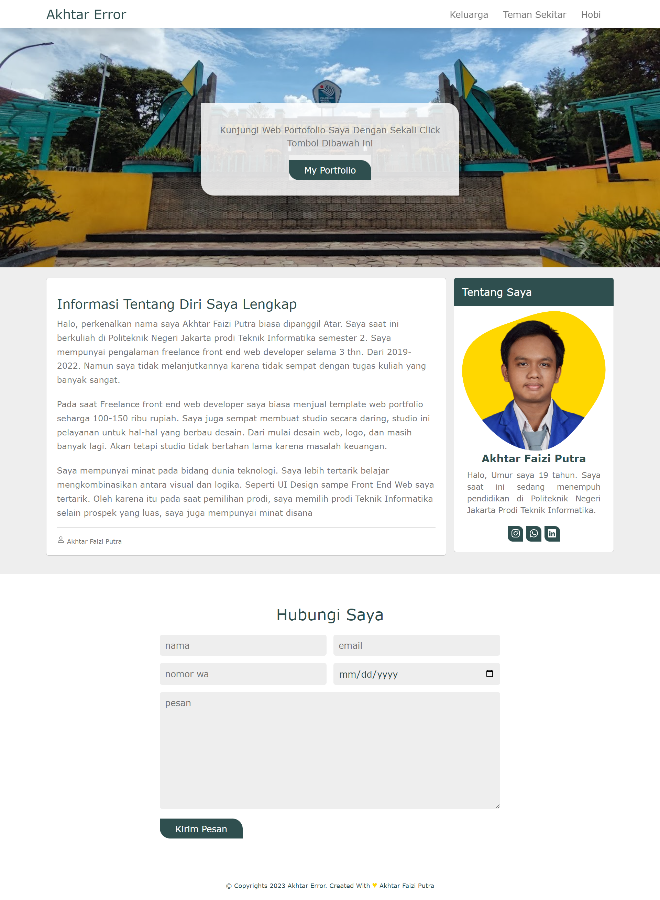 Akhtar Error
Keluarga Teman Sekitar Hobi
Kunjungi Web Portofolio Saya Dengan Sekali Click
Tombol Dibawah Ini
My Portfolio
Informasi Tentang Diri Saya Lengkap
Halo, perkenalkan nama saya Akhtar Faizi Putra biasa dipanggil Atar. Saya saat ini
berkuliah di Politeknik Negeri Jakarta prodi Teknik Informatika semester 2. Saya
mempunyai pengalaman freelance front end web developer selama 3 thn. Dari 2019-
2022. Namun saya tidak melanjutkannya karena tidak sempat dengan tugas kuliah yang
banyak sangat.
Pada saat Freelance front end web developer saya biasa menjual template web portfolio
seharga 100-150 ribu rupiah. Saya juga sempat membuat studio secara daring, studio ini
pelayanan untuk hal-hal yang berbau desain. Dari mulai desain web, logo, dan masih
banyak lagi. Akan tetapi studio tidak bertahan lama karena masalah keuangan.
Saya mempunyai minat pada bidang dunia teknologi. Saya lebih tertarik belajar
mengkombinasikan antara visual dan logika. Seperti UI Design sampe Front End Web saya
tertarik. Oleh karena itu pada saat pemilihan prodi, saya memilih prodi Teknik Informatika
selain prospek yang luas, saya juga mempunyai minat disana
Akhtar Faizi Putra
Tentang Saya
Akhtar Faizi Putra
Halo, Umur saya 19 tahun. Saya
saat ini sedang menempuh
pendidikan di Politeknik Negeri
Jakarta Prodi Teknik Informatika.
Hubungi Saya
nama
email
nomor wa
mm/dd/yyyy
pesan
Kirim Pesan
© Copyrights 2023 Akhtar Error. Created With 💛 Akhtar Faizi Putra